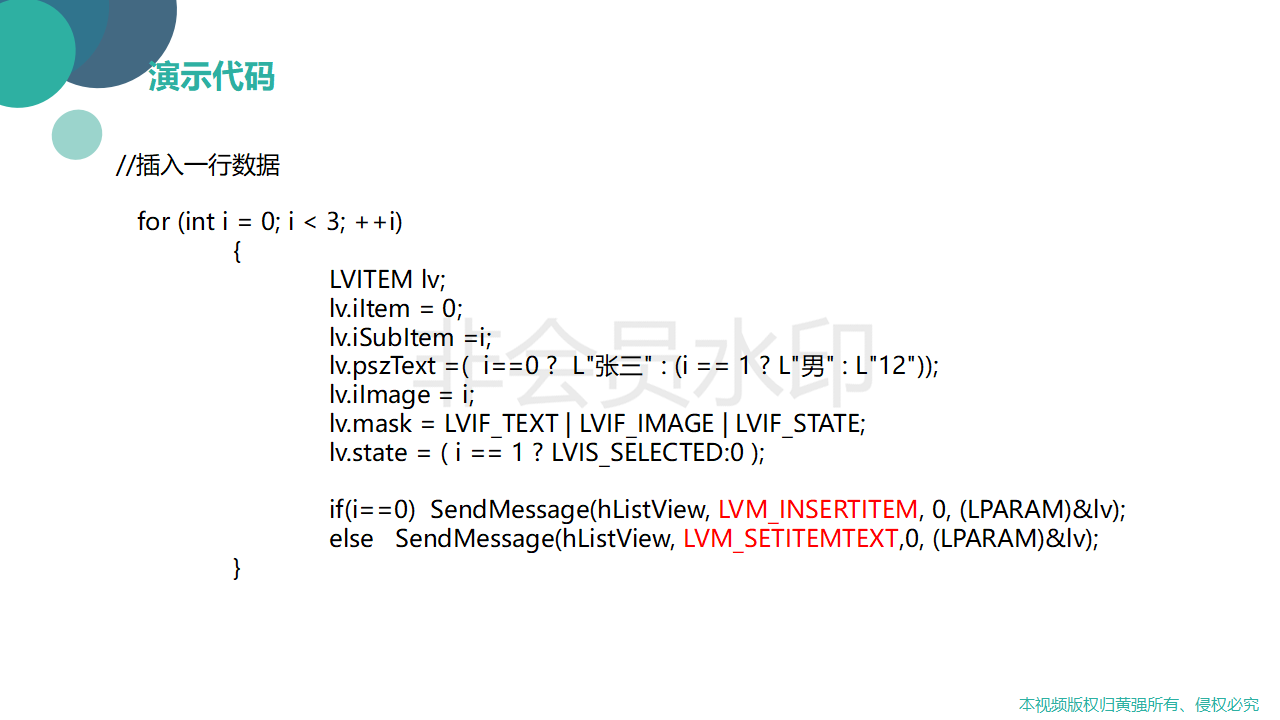 演示代码
//插入一行数据
for (int i = 0; i < 3; ++i)
{
LVITEM lv;
lv.iItem = 0;
lv.iSubItem =i;
lv.pszText =(  i==0 ?  L"张三" : (i == 1 ? L"男" : L"12"));
lv.iImage = i;
lv.mask = LVIF_TEXT | LVIF_IMAGE | LVIF_STATE;
lv.state = ( i == 1 ? LVIS_SELECTED:0 );
if(i==0)  SendMessage(hListView, LVM_INSERTITEM, 0, (LPARAM)&lv);
else   SendMessage(hListView, LVM_SETITEMTEXT,0, (LPARAM)&lv);
}
非会员水印
本视频版权归黄强所有、侵权必究